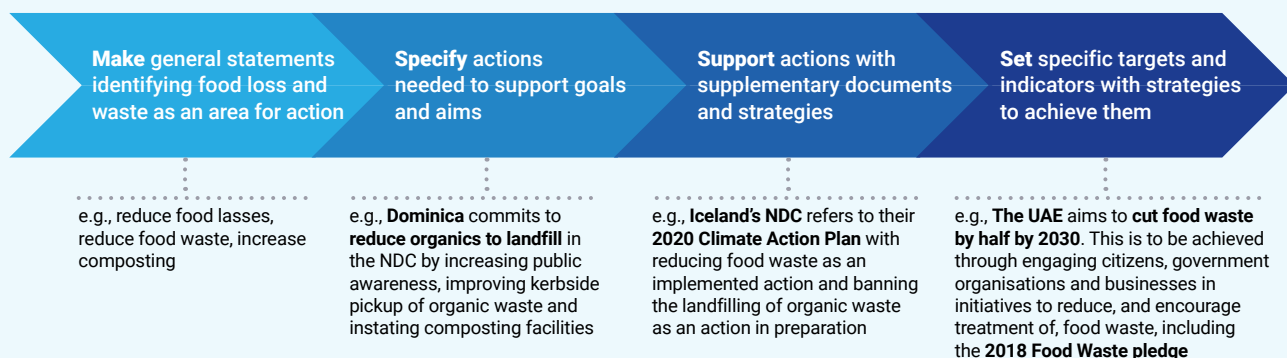 Make general statements
identifying food loss and
waste as an area for action
Specify actions
needed to support goals
and aims
Support actions with
supplementary documents
and strategies
Set specific targets and
indicators with strategies
to achieve them
e.g., reduce food lasses,
reduce food waste, increase
composting
e.g., Dominica commits to
reduce organics to landfill in
the NDC by increasing public
awareness, improving kerbside
pickup of organic waste and
instating composting facilities
e.g., Iceland’s NDC refers to their
2020 Climate Action Plan with
reducing food waste as an
implemented action and banning
the landfilling of organic waste
as an action in preparation
e.g., The UAE aims to cut food waste
by half by 2030. This is to be achieved
through engaging citizens, government
organisations and businesses in
initiatives to reduce, and encourage
treatment of, food waste, including
the 2018 Food Waste pledge